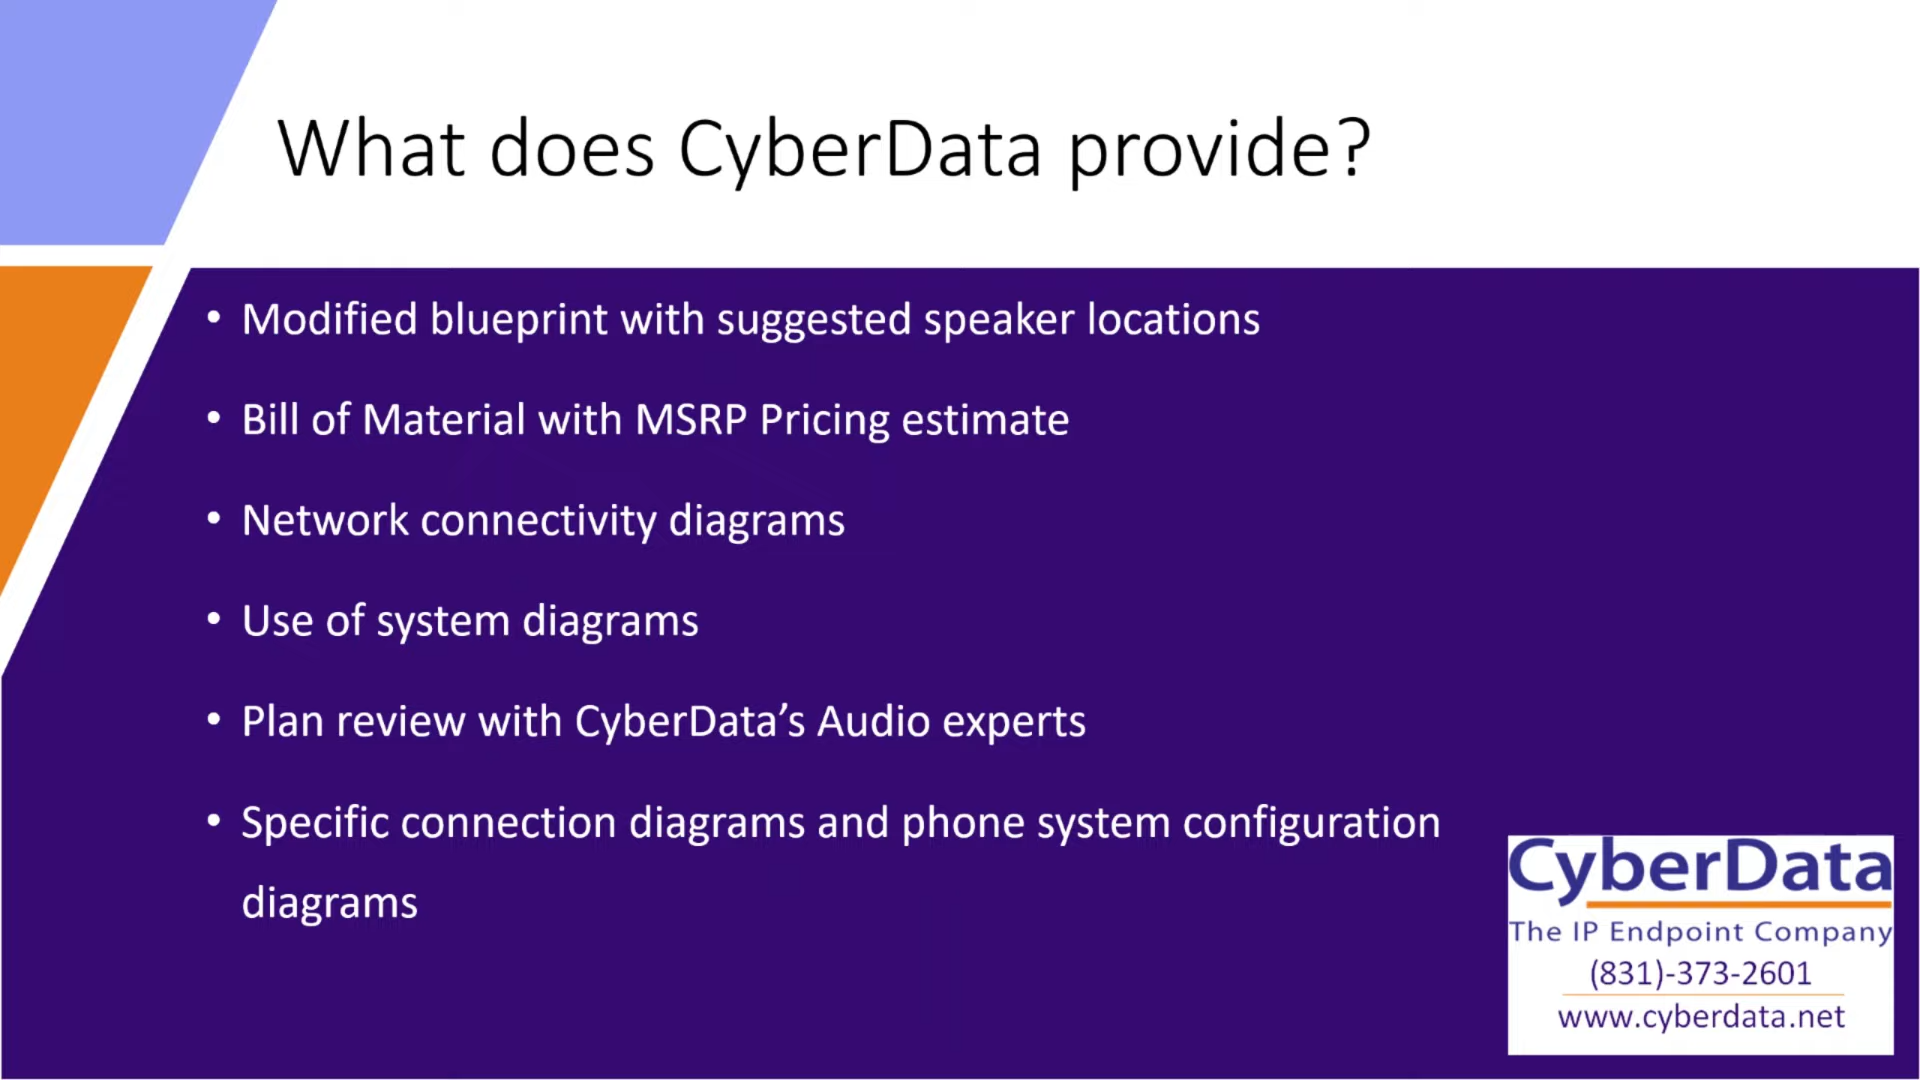 What does CyberData provide?
• Modified blueprint with suggested speaker locations
• Bill of Material with MSRP Pricing estimate
• Network connectivity diagrams
• Use of system diagrams
• Plan review with CyberData’s Audio experts
• Specific connection diagrams and phone system configuration
diagrams
CyberData
The IP Endpoint Company
(831)-373-2601
www.cyberdata.net